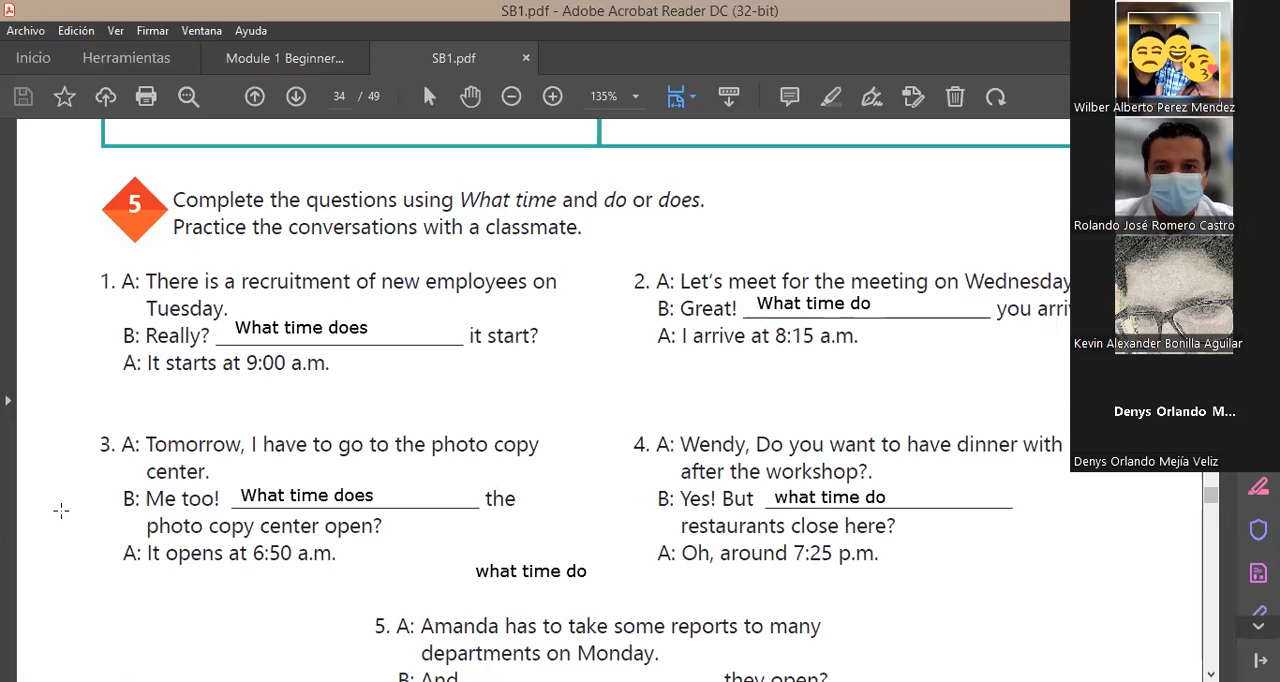 SB1.pdf - Adobe Acrobat Reader DC (32-bit)
Archivo Edición Ver Firmar Ventana Ayuda
Inicio Herramientas Module 1 Beginner... SB1.pdf ×
34 / 49 135%
Wilber Alberto Perez Mendez
Rolando José Romero Castro
Kevin Alexander Bonilla Aguilar
Denys Orlando M...
Denys Orlando Mejía Veliz
5 Complete the questions using What time and do or does.
Practice the conversations with a classmate.
1. A: There is a recruitment of new employees on
Tuesday.
B: Really? What time does it start?
A: It starts at 9:00 a.m.
2. A: Let's meet for the meeting on Wednesday
B: Great! What time do you arri
A: I arrive at 8:15 a.m.
3. A: Tomorrow, I have to go to the photo copy
center.
B: Me too! What time does the
photo copy center open?
A: It opens at 6:50 a.m.
4. A: Wendy, Do you want to have dinner with
after the workshop?.
B: Yes! But what time do
restaurants close here?
A: Oh, around 7:25 p.m.
what time do
5. A: Amanda has to take some reports to many
departments on Monday.
B: And they open?